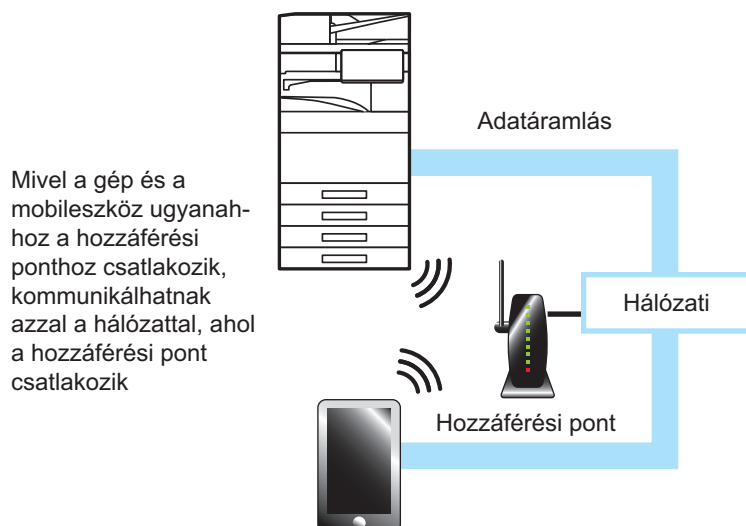 Adatáramlás
Mivel a gép és a
mobileszköz ugyanah-
hoz a hozzáférési
ponthoz csatlakozik,
kommunikálhatnak
azzal a hálózattal, ahol
a hozzáférési pont
csatlakozik
Hálózati
Hozzáférési pont